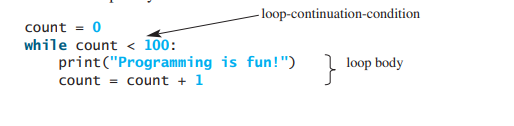 loop-continuation-condition
count = 0
while count < 100:
    print("Programming is fun!")
    count = count + 1
loop body